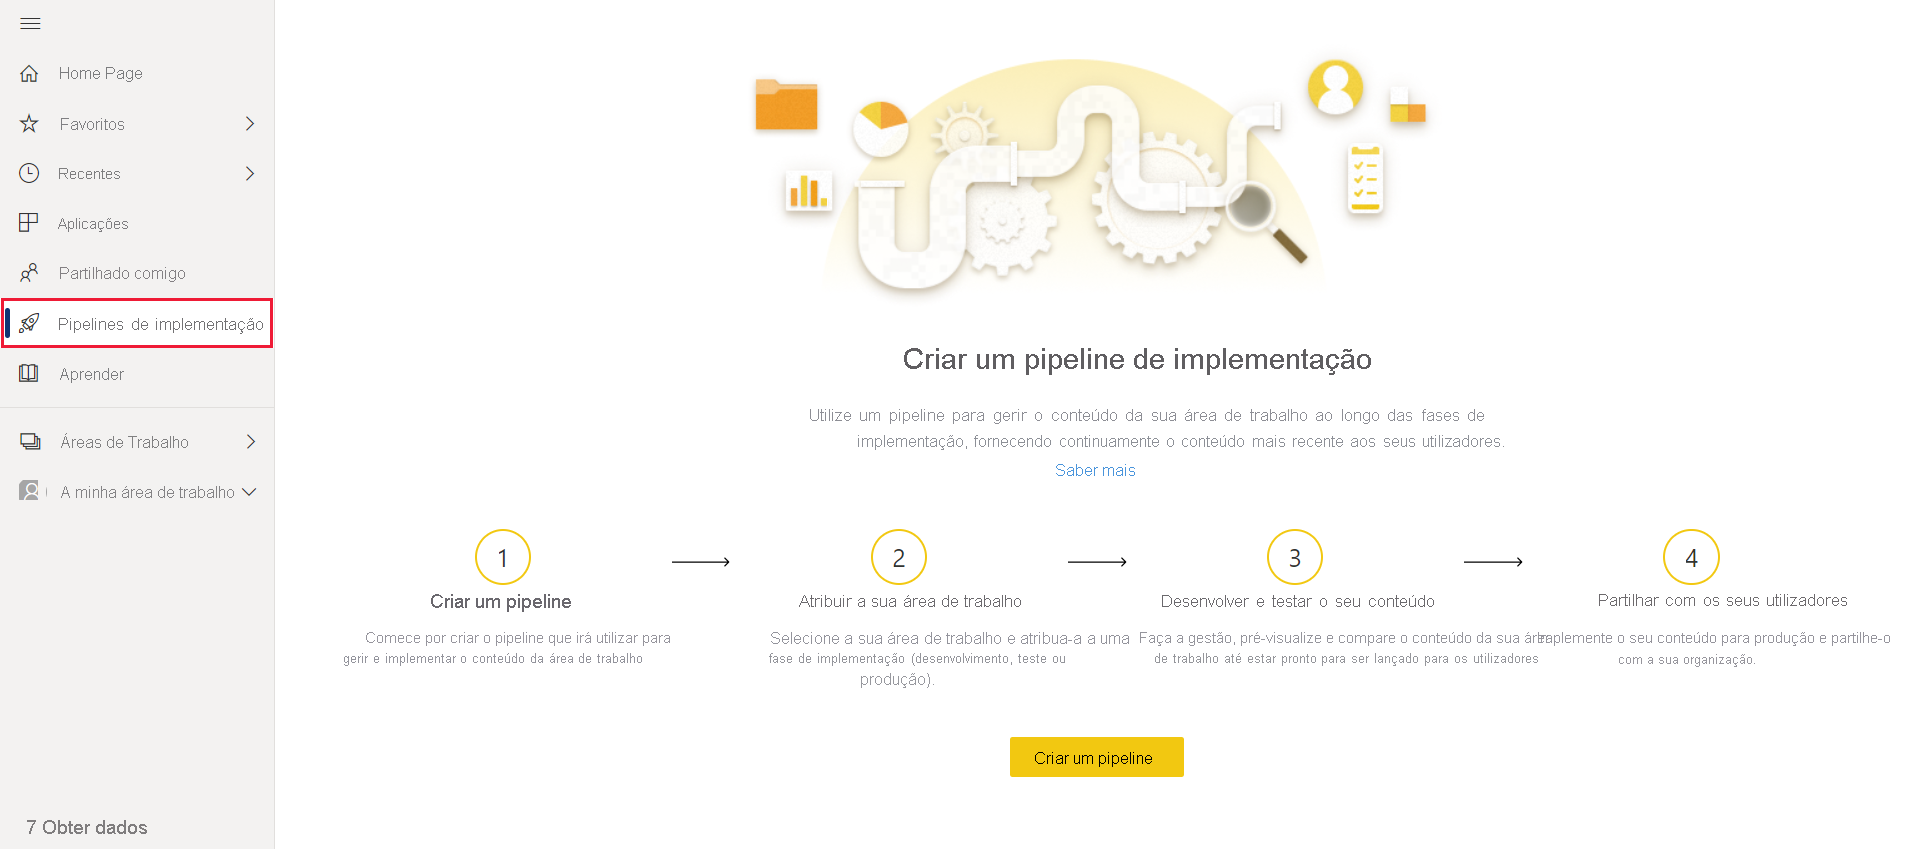 Home Page
Favoritos
Recentes
Aplicações
Partilhado comigo
Pipelines de implementação
Aprender
Áreas de Trabalho
A minha área de trabalho
7 Obter dados
Criar um pipeline de implementação
Utilize um pipeline para gerir o conteúdo da sua área de trabalho ao longo das fases de
implementação, fornecendo continuamente o conteúdo mais recente aos seus utilizadores.
Saber mais
1
Criar um pipeline
Comece por criar o pipeline que irá utilizar para
gerir e implementar o conteúdo da área de trabalho
2
Atribuir a sua área de trabalho
Selecione a sua área de trabalho e atribua-a a uma
fase de implementação (desenvolvimento, teste ou
produção).
3
Desenvolver e testar o seu conteúdo
Faça a gestão, pré-visualize e compare o conteúdo da sua área
de trabalho até estar pronto para ser lançado para os utilizadores
4
Partilhar com os seus utilizadores
Implemente o seu conteúdo para produção e partilhe-o
com a sua organização.
Criar um pipeline